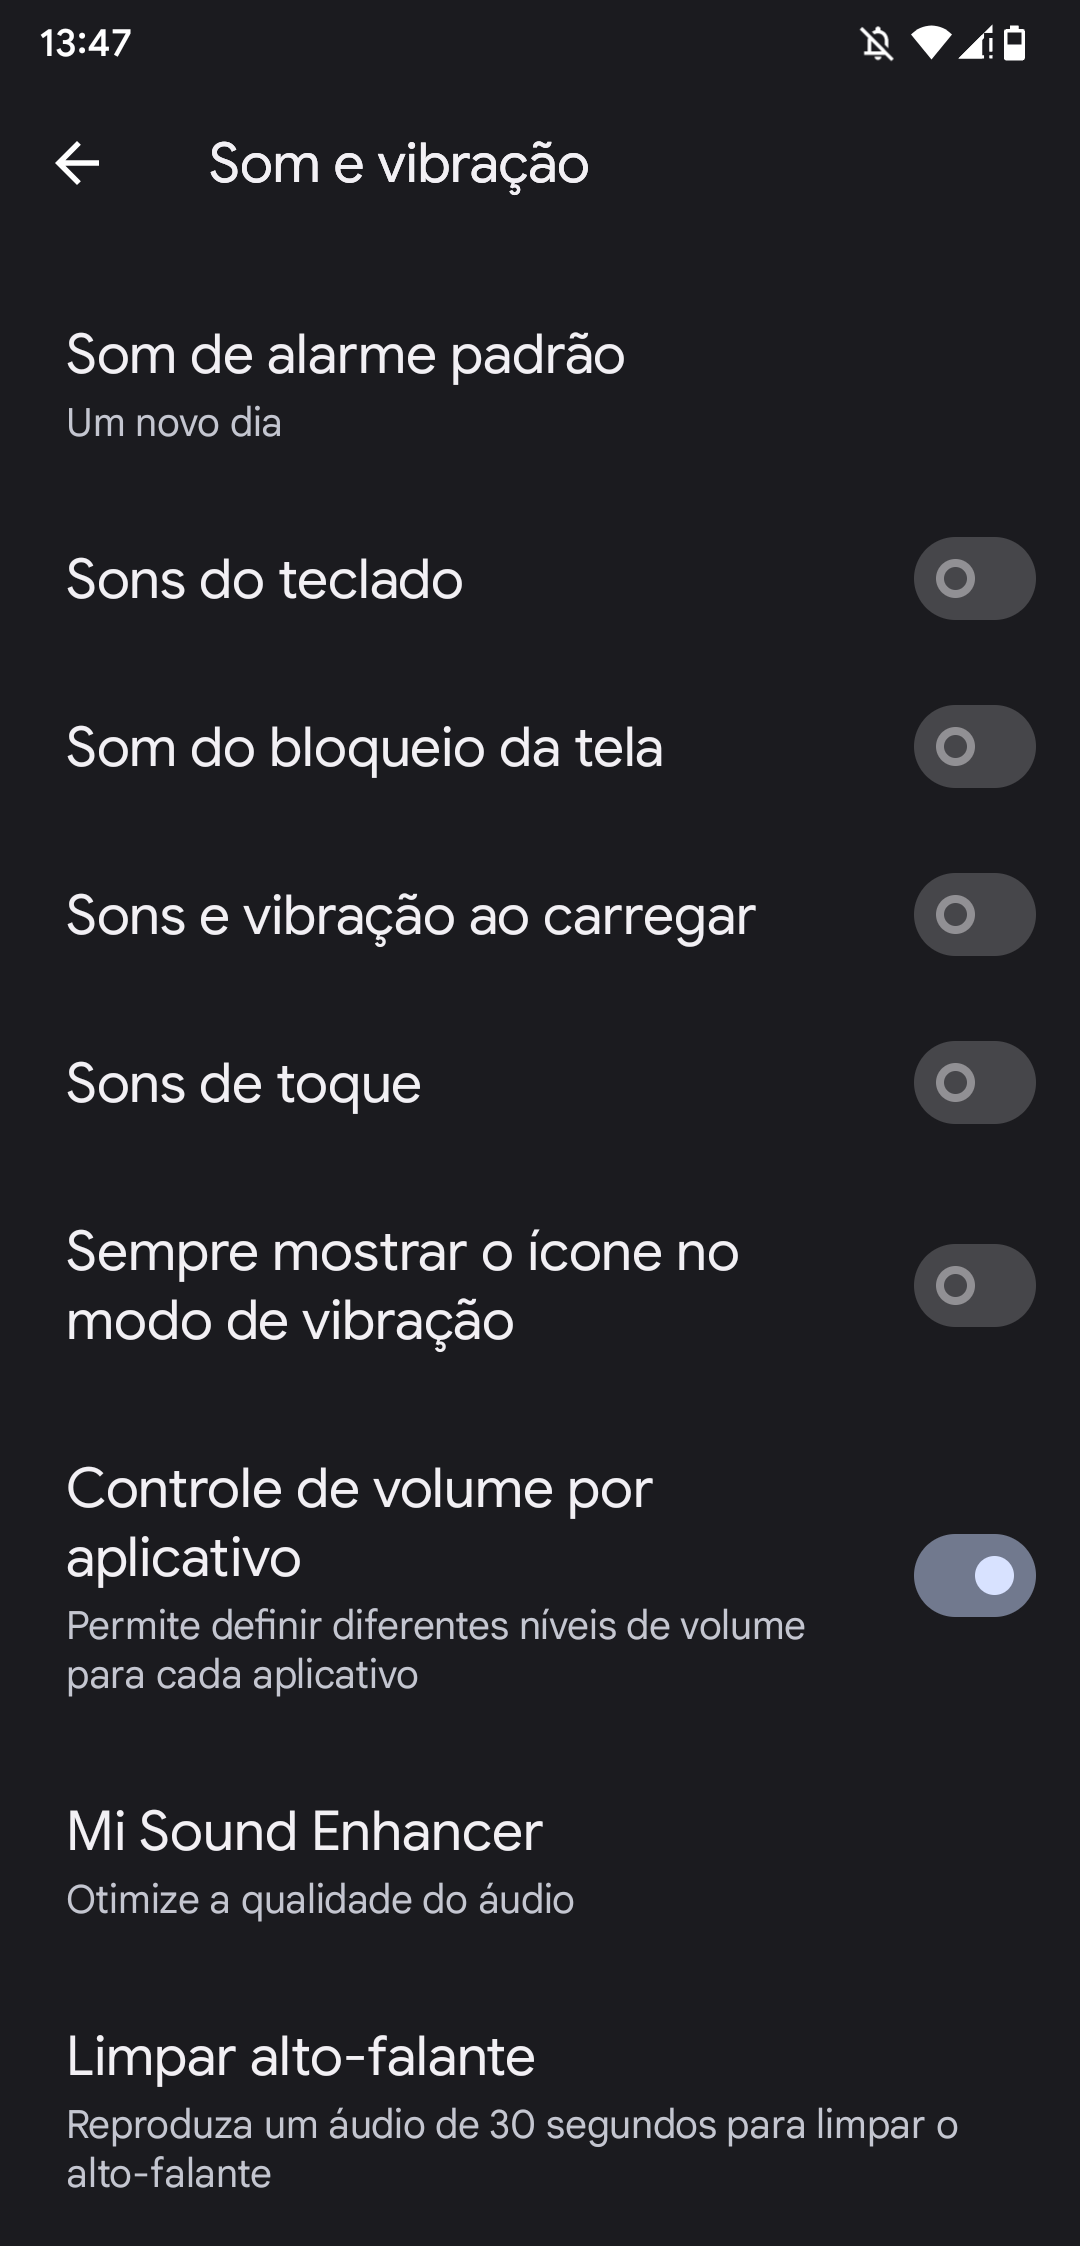 13:47
Som e vibração
Som de alarme padrão
Um novo dia
Sons do teclado
Som do bloqueio da tela
Sons e vibração ao carregar
Sons de toque
Sempre mostrar o ícone no
modo de vibração
Controle de volume por
aplicativo
Permite definir diferentes níveis de volume
para cada aplicativo
Mi Sound Enhancer
Otimize a qualidade do áudio
Limpar alto-falante
Reproduza um áudio de 30 segundos para limpar o
alto-falante